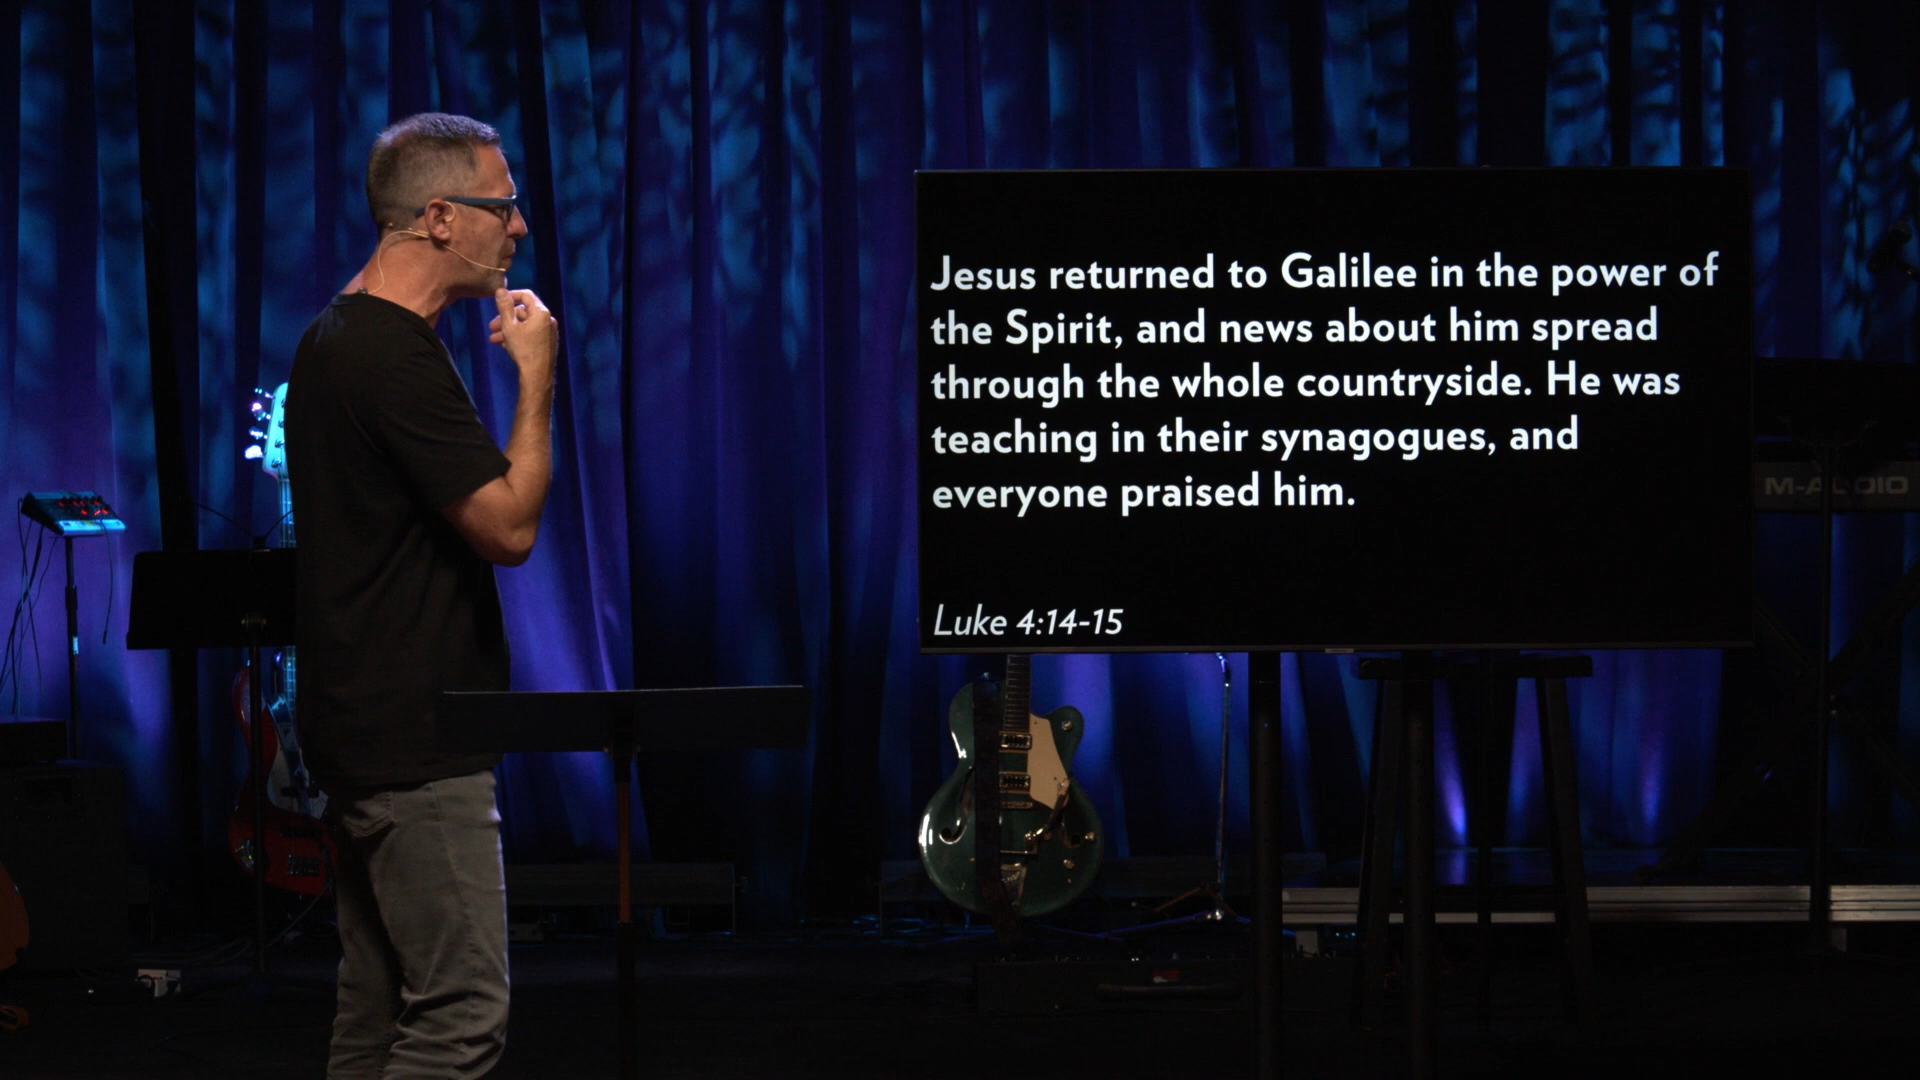 Jesus returned to Galilee in the power of
the Spirit, and news about him spread
through the whole countryside. He was
teaching in their synagogues, and
everyone praised him.
Luke 4:14-15
M-AUDIO